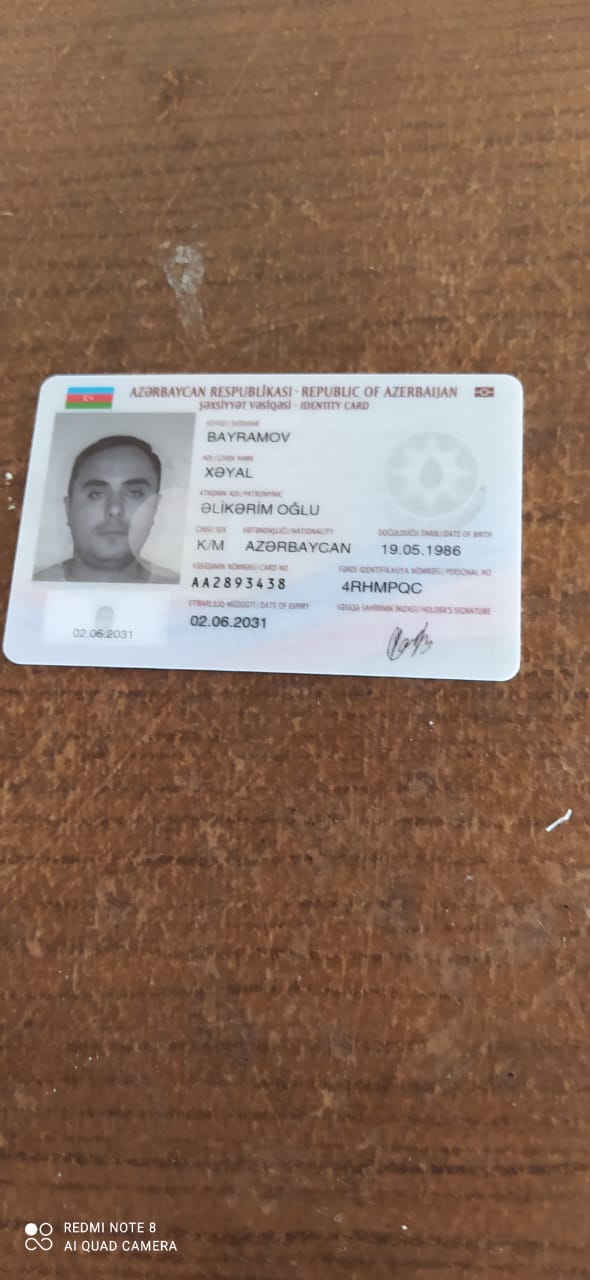 AZƏRBAYCAN RESPUBLİKASI - REPUBLIC OF AZERBAIJAN
ŞƏXSİYYƏT VƏSİQƏSİ - IDENTITY CARD
SOYADI/SURNAME
BAYRAMOV
ADI/GIVEN NAME
XƏYAL
ATASININ ADI/PATRONYMIC
ƏLİKƏRİM OĞLU
CİNSİ/SEX VƏTƏNDAŞLIĞI/NATIONALITY DOĞULDUĞU TARİX/DATE OF BIRTH
K/M AZƏRBAYCAN 19.05.1986
VƏSİQƏNİN NÖMRƏSİ/CARD NO FƏRDİ İDENTİFİKASİYA NÖMRƏSİ/PERSONAL NO
AA2893438 4RHMPQC
ETİBARLILIQ MÜDDƏTİ/DATE OF EXPIRY VƏSİQƏ SAHİBİNİN İMZASI/HOLDER'S SIGNATURE
02.06.2031
02.06.2031
REDMI NOTE 8
AI QUAD CAMERA